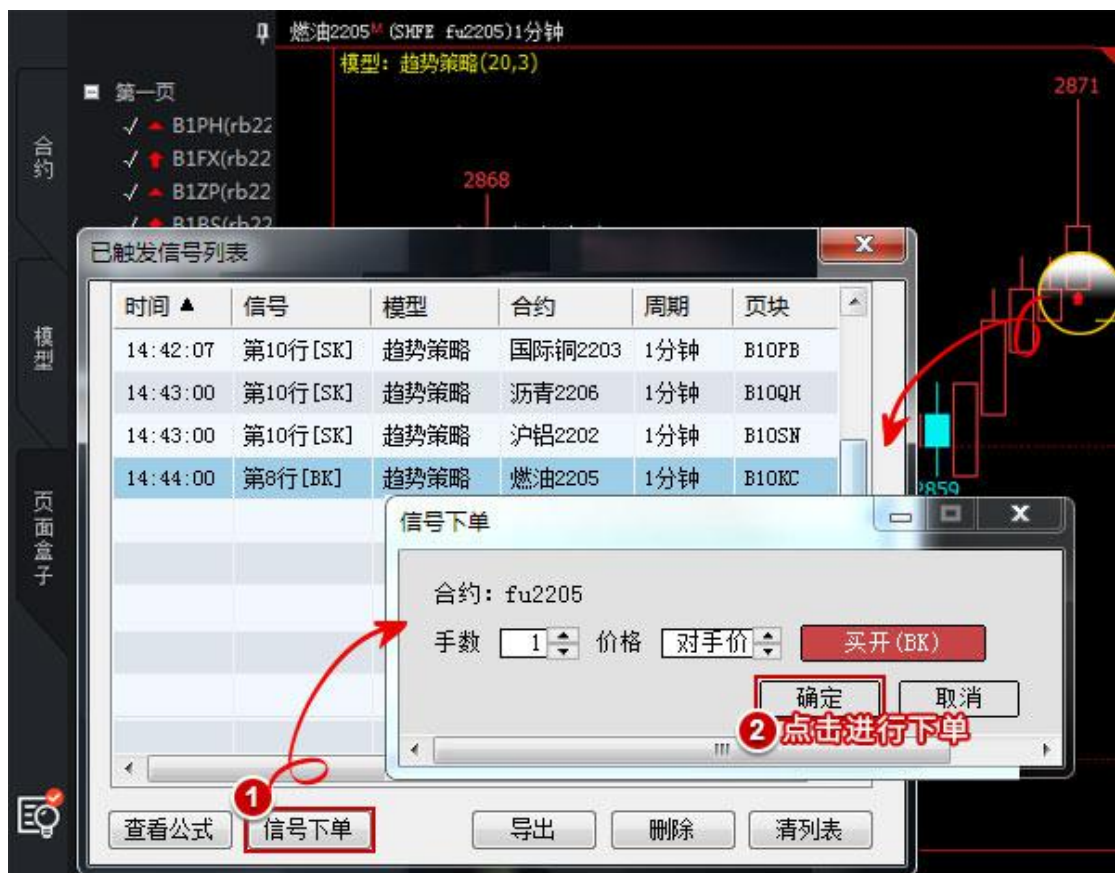 燃油2205ᴹ (SHFE fu2205)1分钟
模型：趋势策略(20,3)
2871
第一页
√ B1PH(rb22
√ B1FX(rb22
√ B1ZP(rb22
B1BS(rb22
2868
合约
模型
页面盒子
已触发信号列表
时间 ▲ 信号 模型 合约 周期 页块
14:42:07 第10行[SK] 趋势策略 国际铜2203 1分钟 B10PB
14:43:00 第10行[SK] 趋势策略 沥青2206 1分钟 B10QH
14:43:00 第10行[SK] 趋势策略 沪铝2202 1分钟 B10SN
14:44:00 第8行[BK] 趋势策略 燃油2205 1分钟 B10KC
2859
信号下单
合约：fu2205
手数 1 价格 对手价 买开(BK)
确定 取消
2 点击进行下单
1
查看公式 信号下单 导出 删除 清列表